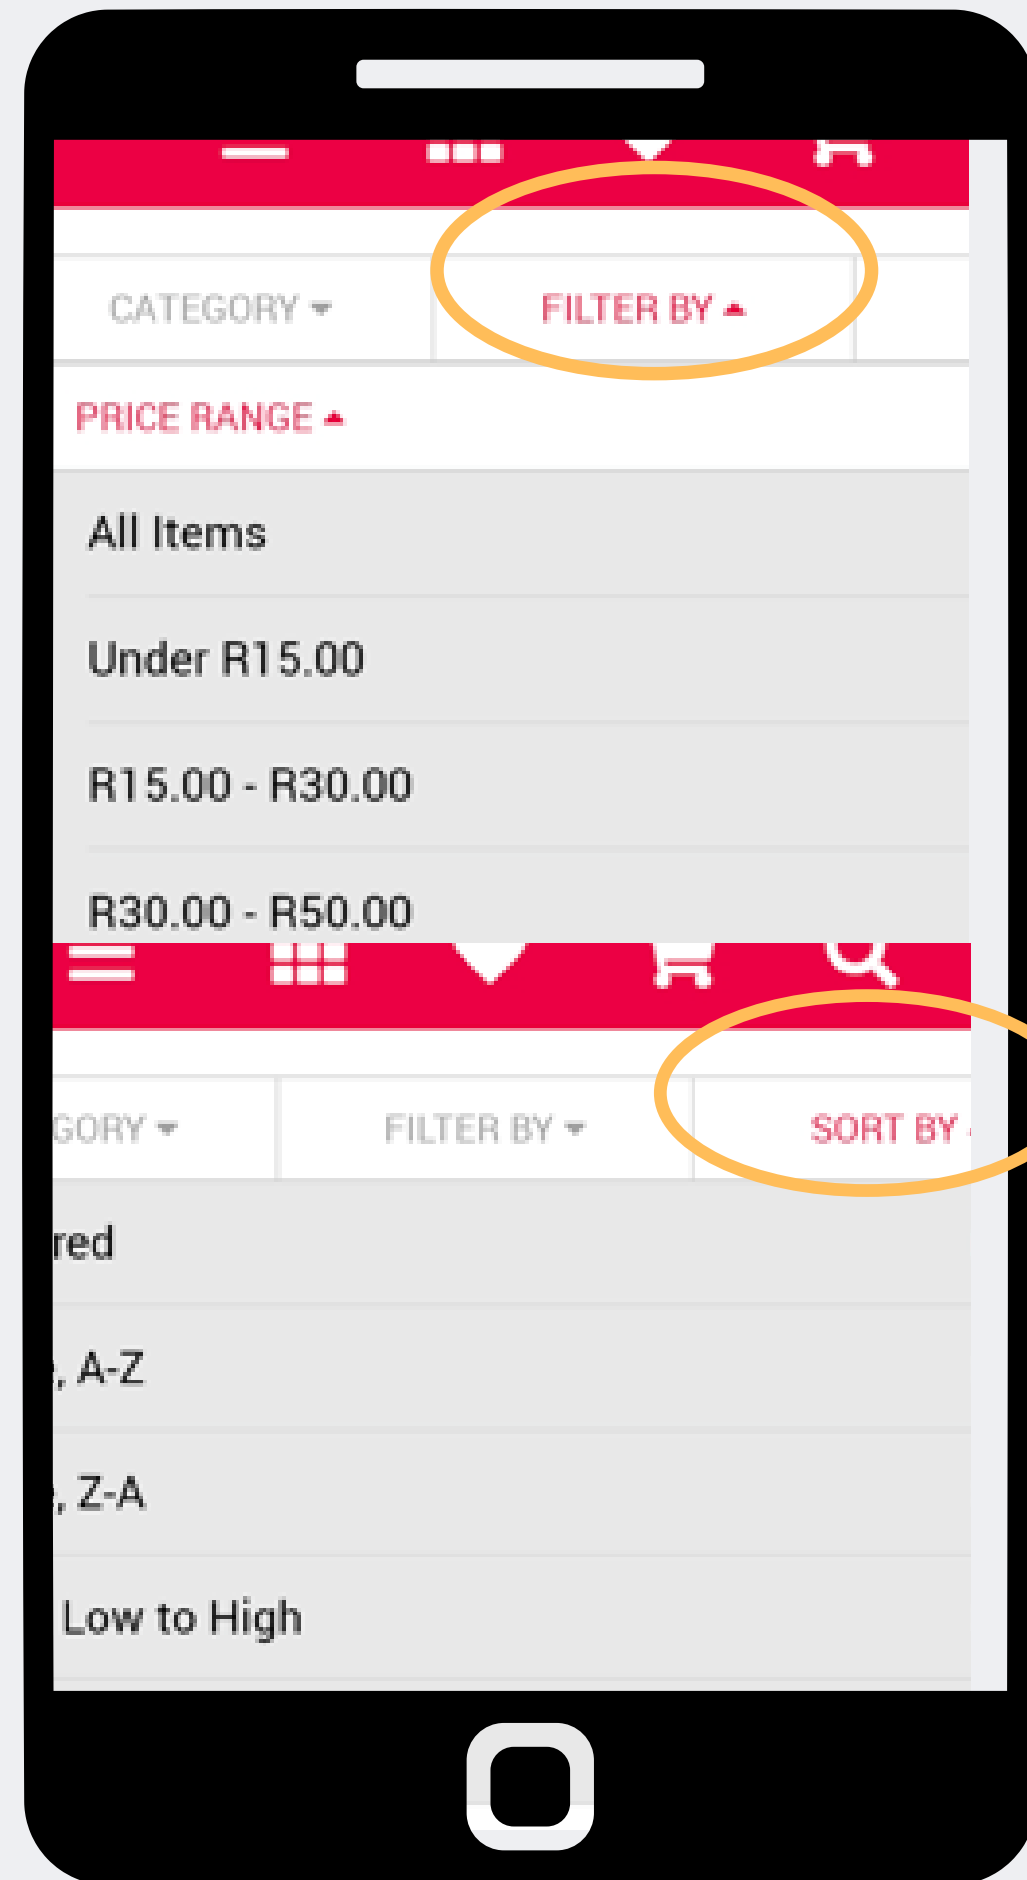 CATEGORY FILTER BY
PRICE RANGE
All Items
Under R15.00
R15.00 - R30.00
R30.00 - R50.00
GORY FILTER BY SORT BY
red
, A-Z
, Z-A
Low to High